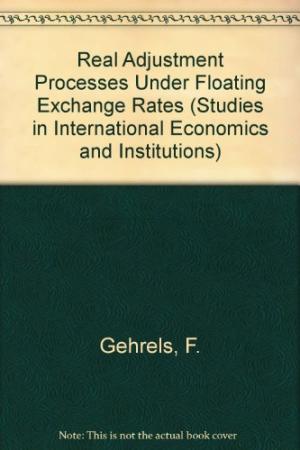 Real Adjustment
Processes Under Floating
Exchange Rates (Studies
in International Economics
and Institutions)
Gehrels, F.
Note: This is not the actual book cover